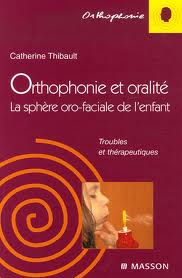 Orthophonie
Catherine Thibault
Orthophonie et oralité
La sphère oro-faciale de l'enfant
Troubles
et thérapeutiques
MASSON